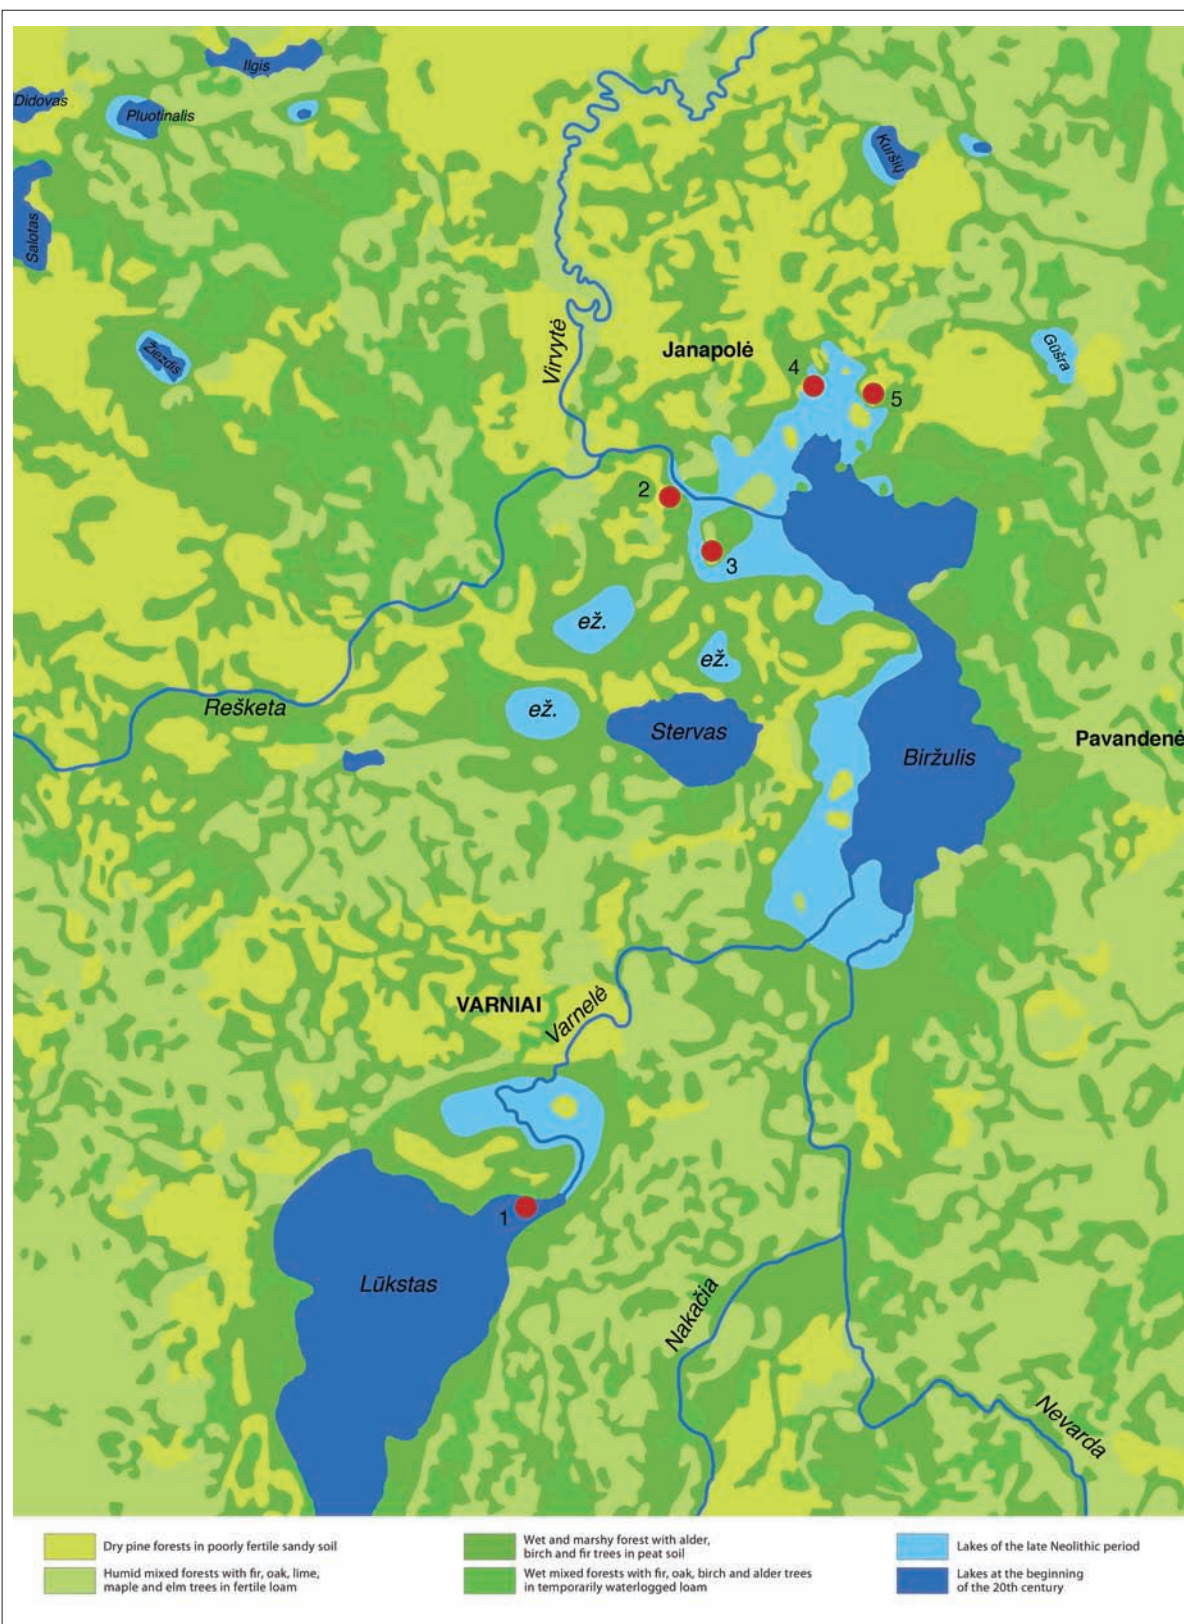 Ilgis
Didovas
Pluotinalis
Kuršių
Salotas
Virvytė
Žiezdis
Janapolė
Gūšra
4
5
2
3
ež.
ež.
Rešketa
ež.
Stervas
Biržulis
Pavandenė
VARNIAI
Varnelė
1
Lūkstas
Nakačia
Nevarda
Dry pine forests in poorly fertile sandy soil
Humid mixed forests with fir, oak, lime,
maple and elm trees in fertile loam
Wet and marshy forest with alder,
birch and fir trees in peat soil
Wet mixed forests with fir, oak, birch and alder trees
in temporarily waterlogged loam
Lakes of the late Neolithic period
Lakes at the beginning
of the 20th century